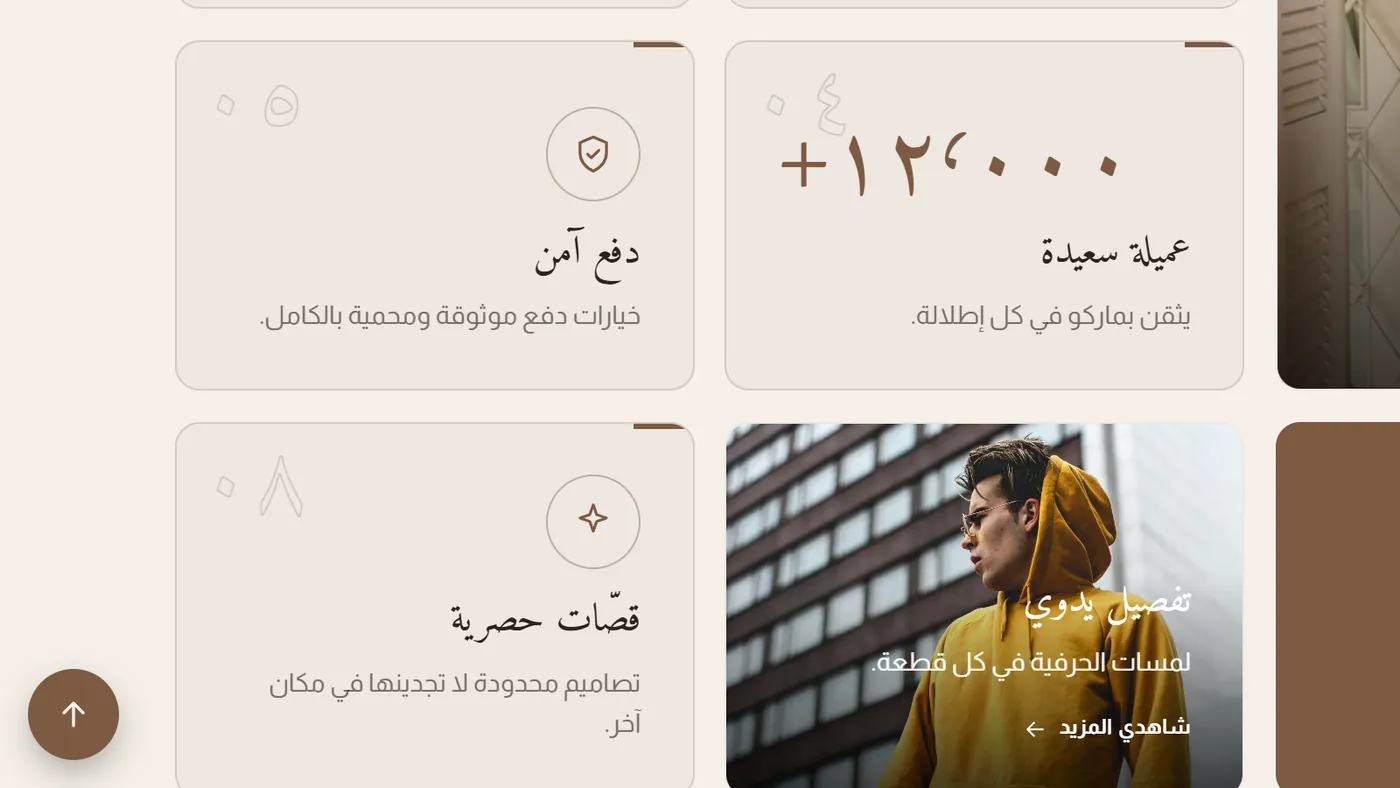 ٠٤
+١٢٬٠٠٠
عميلة سعيدة
يثقن بماركو في كل إطلالة.
٠٥
دفع آمن
خيارات دفع موثوقة ومحمية بالكامل.
تفصيل يدوي
لمسات الحرفية في كل قطعة.
شاهدي المزيد ←
٠٨
قصّات حصرية
تصاميم محدودة لا تجدينها في مكان
آخر.